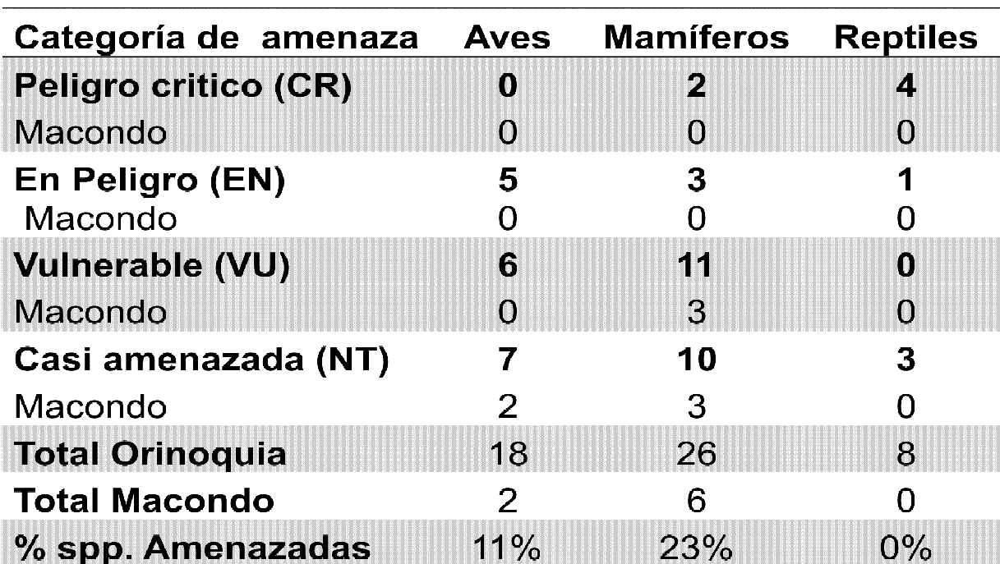 Categoría de amenaza Aves Mamíferos Reptiles
Peligro critico (CR) 0 2 4
Macondo 0 0 0
En Peligro (EN) 5 3 1
Macondo 0 0 0
Vulnerable (VU) 6 11 0
Macondo 0 3 0
Casi amenazada (NT) 7 10 3
Macondo 2 3 0
Total Orinoquia 18 26 8
Total Macondo 2 6 0
% spp. Amenazadas 11% 23% 0%